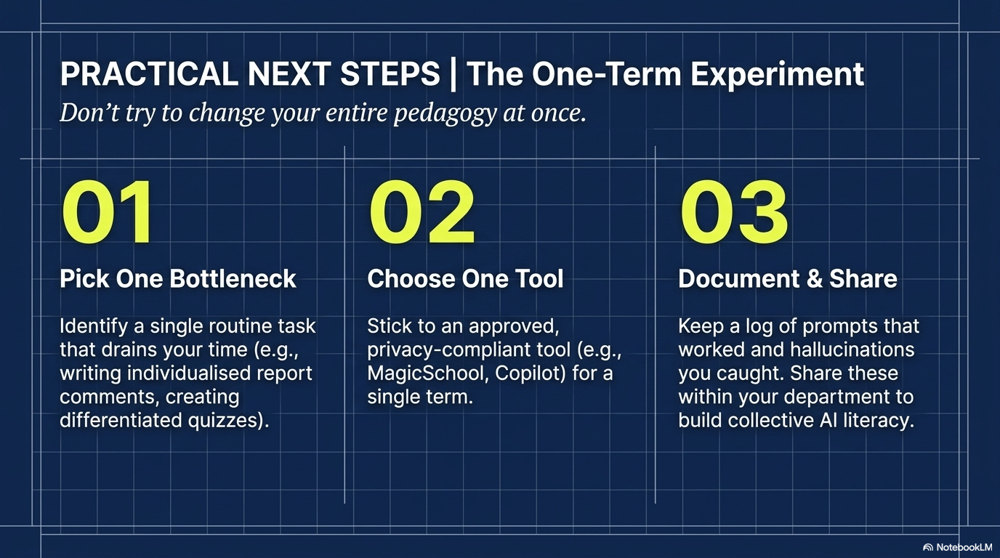 PRACTICAL NEXT STEPS | The One-Term Experiment
Don’t try to change your entire pedagogy at once.
01
Pick One Bottleneck
Identify a single routine task
that drains your time (e.g.,
writing individualised report
comments, creating
differentiated quizzes).
02
Choose One Tool
Stick to an approved,
privacy-compliant tool (e.g.,
MagicSchool, Copilot) for a
single term.
03
Document & Share
Keep a log of prompts that
worked and hallucinations
you caught. Share these
within your department to
build collective AI literacy.
NotebookLM